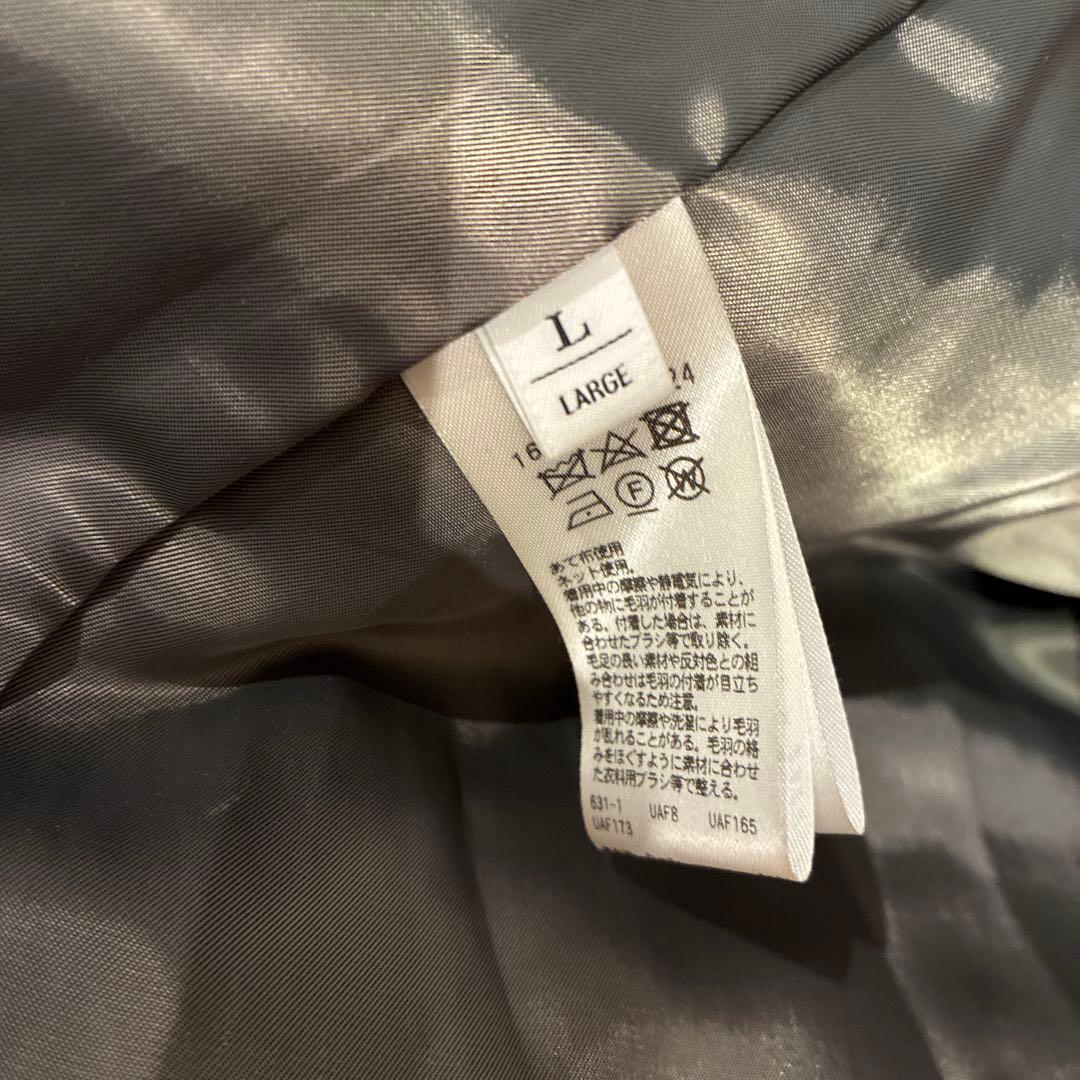 L
LARGE
24
16
F
W
あて布使用
ネット使用。
着用中の摩擦や静電気により、
他の物に毛羽が付着することが
ある。付着した場合は、素材に
合わせたブラシ等で取り除く。
毛足の長い素材や反対色との組
み合わせは毛羽の付着が目立ち
やすくなるため注意。
着用中の摩擦や洗濯により毛羽
が乱れることがある。毛羽の絡
みをほぐすように素材に合わせ
た衣料用ブラシ等で整える。
631-1 UAF8 UAF165
UAF173